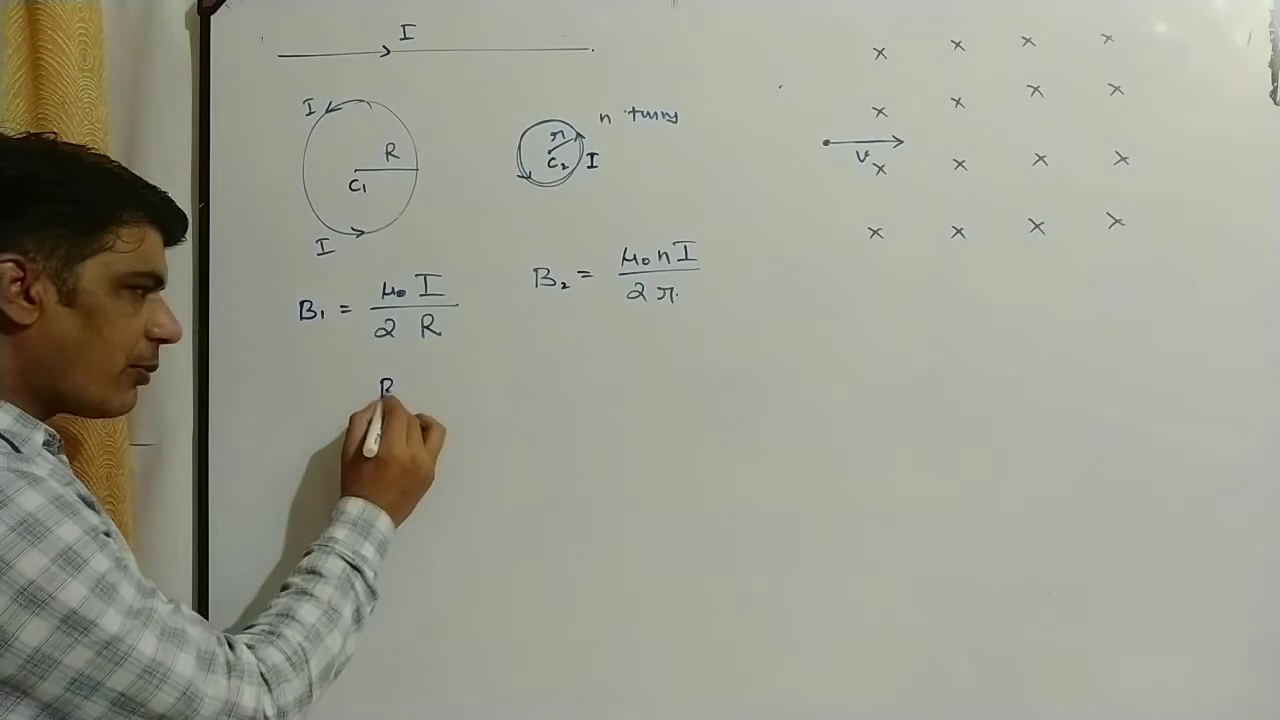 I
I
R
C₁
I
n turns
r
C₂
I
B₁ = μ₀ I / 2 R
B₂ = μ₀ n I / 2 r
B
V
× × × ×
× × × ×
× × × ×
× × × ×